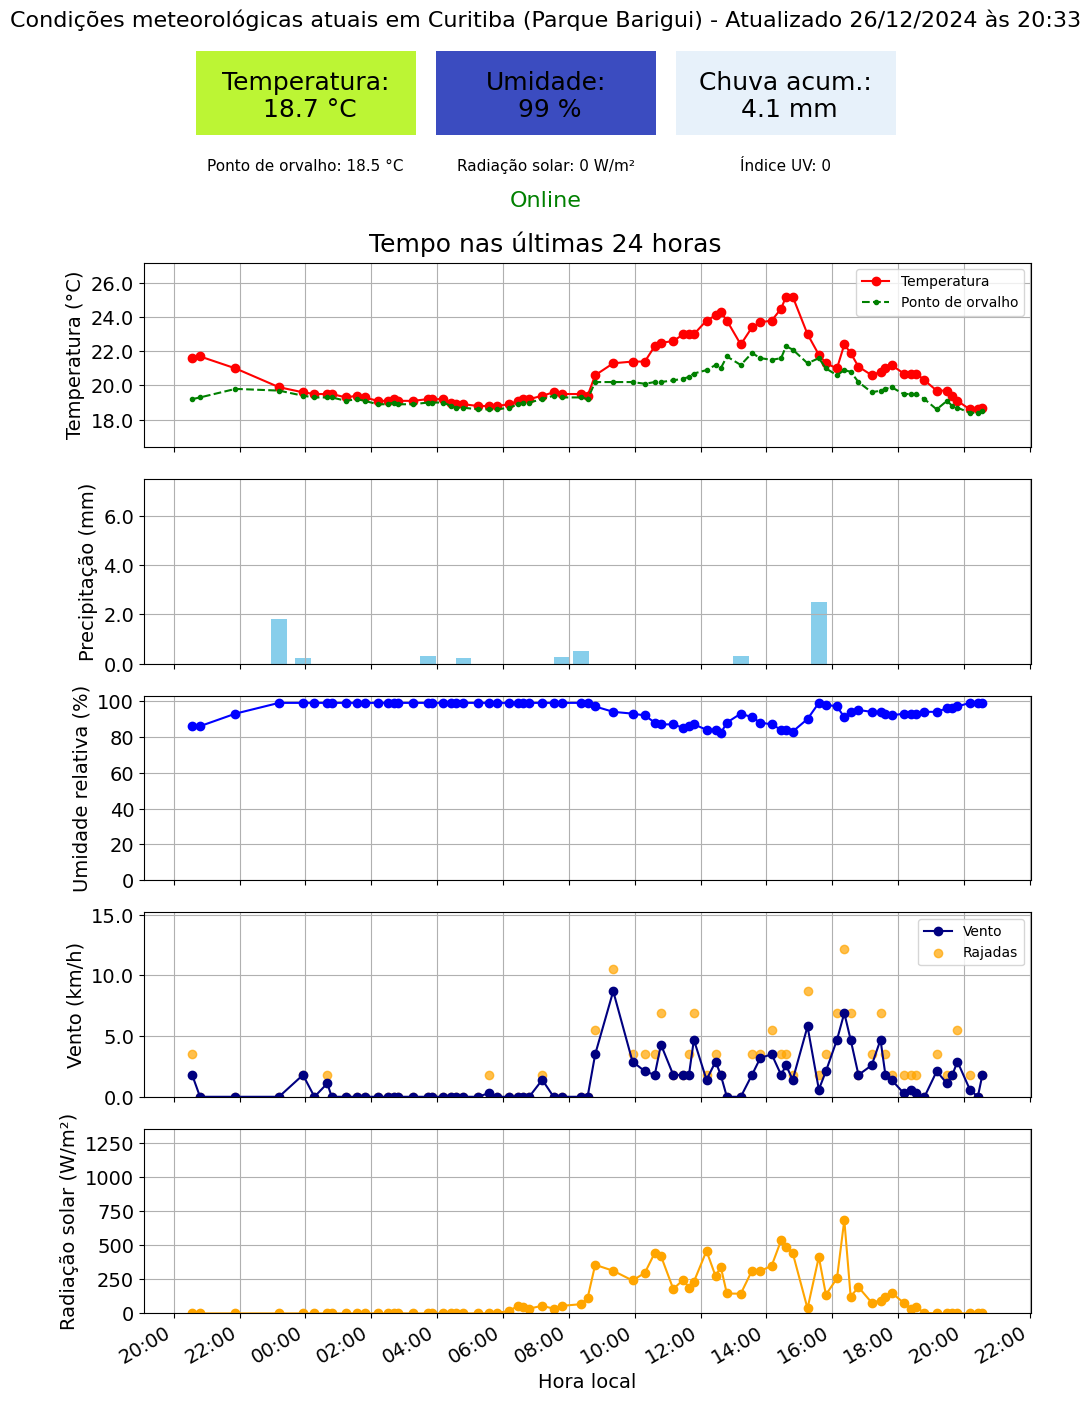 Condições meteorológicas atuais em Curitiba (Parque Barigui) - Atualizado 26/12/2024 às 20:33
Temperatura:
18.7 °C
Umidade:
99 %
Chuva acum.:
4.1 mm
Ponto de orvalho: 18.5 °C
Radiação solar: 0 W/m²
Índice UV: 0
Online
Tempo nas últimas 24 horas
Temperatura (°C)
26.0
24.0
22.0
20.0
18.0
Temperatura
Ponto de orvalho
Precipitação (mm)
6.0
4.0
2.0
0.0
Umidade relativa (%)
100
80
60
40
20
0
Vento (km/h)
15.0
10.0
5.0
0.0
Vento
Rajadas
Radiação solar (W/m²)
1250
1000
750
500
250
0
20:00
22:00
00:00
02:00
04:00
06:00
08:00
10:00
12:00
14:00
16:00
18:00
20:00
22:00
Hora local